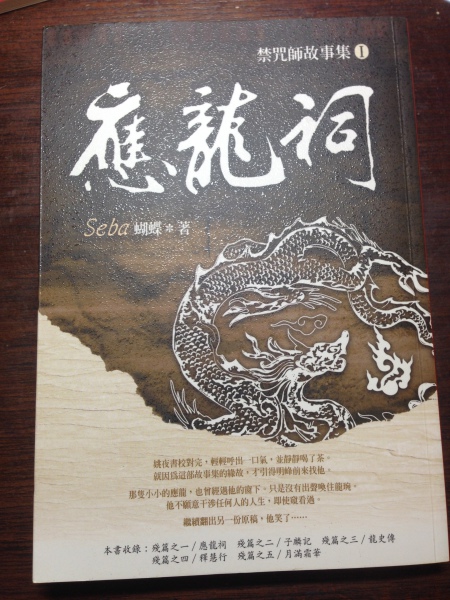 禁咒師故事集 I
應龍祠
Seba 蝴蝶＊著
姚夜書校對完，輕輕呼出一口氣，並靜靜喝了茶。
就因為這部故事集的緣故，才引得明峰前來找他。
那隻小小的應龍，也曾經過他的窗下。只是沒有出聲喚住龍琬。
他不願意干涉任何人的人生，即使窺看過。
繼續翻出另一份原稿，他笑了……
本書收錄：殘篇之一／應龍祠　殘篇之二／子麟記　殘篇之三／龍史傳
殘篇之四／釋慧行　殘篇之五／月滿霜華